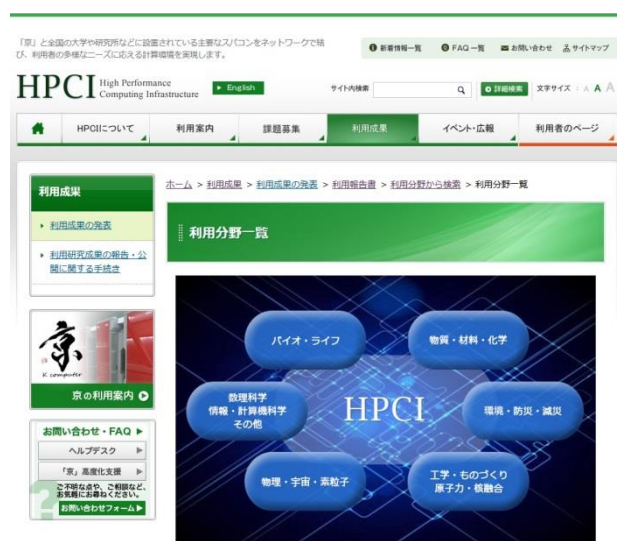 「京」と全国の大学や研究所などに設置されている主要なスパコンをネットワークで結
び、利用者の多様なニーズに応える計算環境を実現します。
新着情報一覧 FAQ一覧 お問い合わせ サイトマップ
HPCI High Performance
Computing Infrastructure
English
サイト内検索 詳細検索 文字サイズ : A A A
HPCIについて 利用案内 課題募集 利用成果 イベント・広報 利用者のページ
利用成果
利用成果の発表
利用研究成果の報告・公
開に関する手続き
京
K computer
京の利用案内
お問い合わせ・FAQ
ヘルプデスク
「京」高度化支援
ご不明な点や、ご相談など、
お気軽にお尋ねください。
お問い合わせフォーム
ホーム > 利用成果 > 利用成果の発表 > 利用報告書 > 利用分野から検索 > 利用分野一覧
利用分野一覧
バイオ・ライフ
物質・材料・化学
数理科学
情報・計算機科学
その他
HPCI
環境・防災・減災
物理・宇宙・素粒子
工学・ものづくり
原子力・核融合